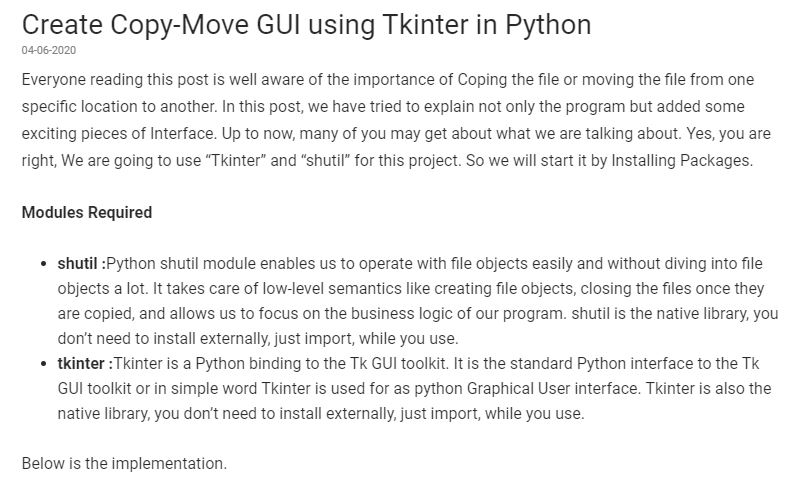 Create Copy-Move GUI using Tkinter in Python
04-06-2020
Everyone reading this post is well aware of the importance of Coping the file or moving the file from one
specific location to another. In this post, we have tried to explain not only the program but added some
exciting pieces of Interface. Up to now, many of you may get about what we are talking about. Yes, you are
right, We are going to use “Tkinter” and “shutil” for this project. So we will start it by Installing Packages.
Modules Required
• shutil :Python shutil module enables us to operate with file objects easily and without diving into file
objects a lot. It takes care of low-level semantics like creating file objects, closing the files once they
are copied, and allows us to focus on the business logic of our program. shutil is the native library, you
don’t need to install externally, just import, while you use.
• tkinter :Tkinter is a Python binding to the Tk GUI toolkit. It is the standard Python interface to the Tk
GUI toolkit or in simple word Tkinter is used for as python Graphical User interface. Tkinter is also the
native library, you don’t need to install externally, just import, while you use.
Below is the implementation.